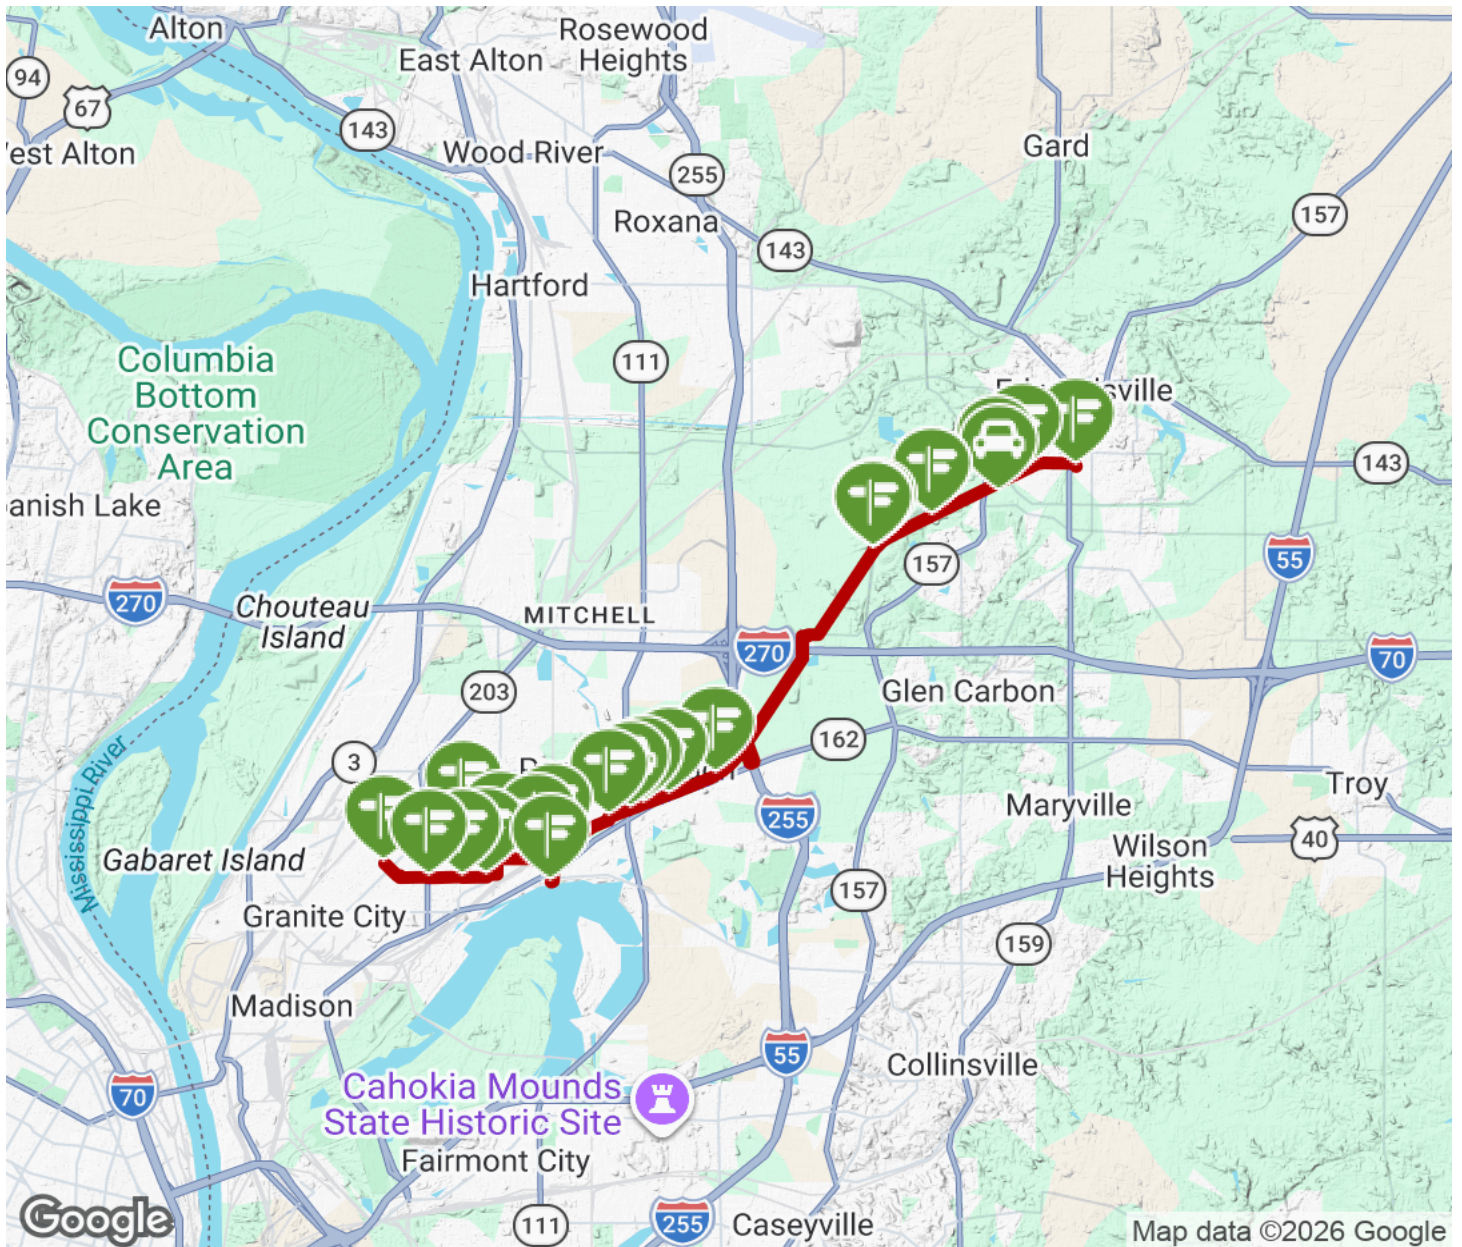 Alton
Rosewood
Heights
East Alton
94
67
143
est Alton
Wood River
Gard
255
157
Roxana
143
Hartford
Columbia
Bottom
Conservation
Area
111
sville
143
anish Lake
157
55
270
Chouteau
Island
MITCHELL
270
70
203
Glen Carbon
3
162
Troy
Mississippi River
Maryville
255
40
Gabaret Island
Wilson
Heights
157
Granite City
159
Madison
55
Collinsville
70
Cahokia Mounds
State Historic Site
Fairmont City
Google
111
255
Caseyville
Map data ©2026 Google